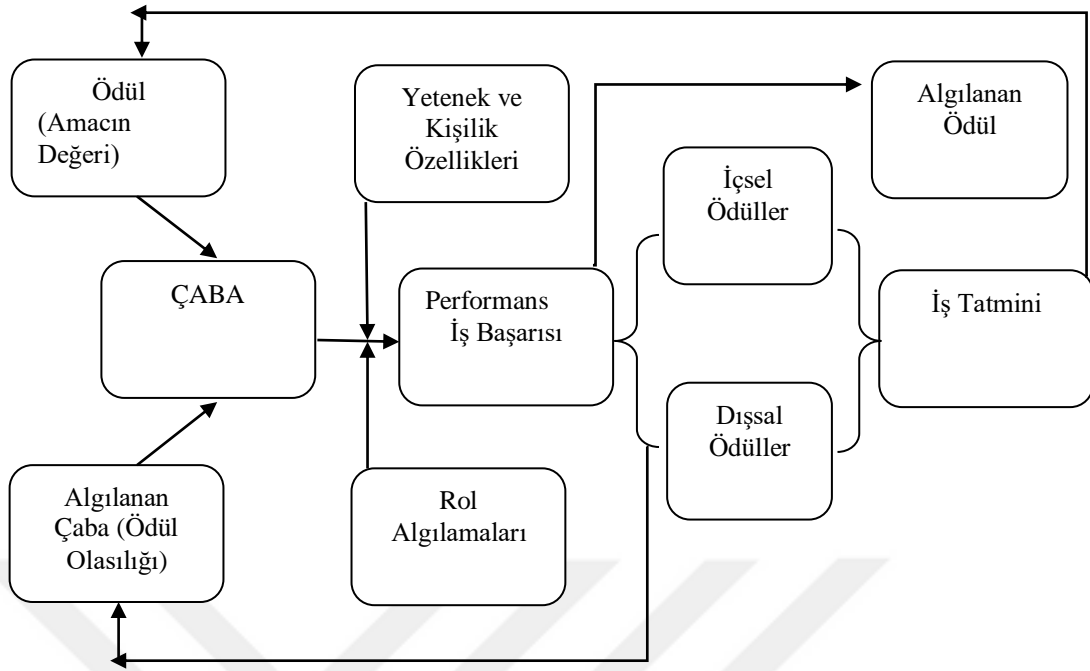 Ödül
(Amacın
Değeri)
Yetenek ve
Kişilik
Özellikleri
Algılanan
Ödül
İçsel
Ödüller
ÇABA
Performans
İş Başarısı
İş Tatmini
Dışsal
Ödüller
Algılanan
Çaba (Ödül
Olasılığı)
Rol
Algılamaları